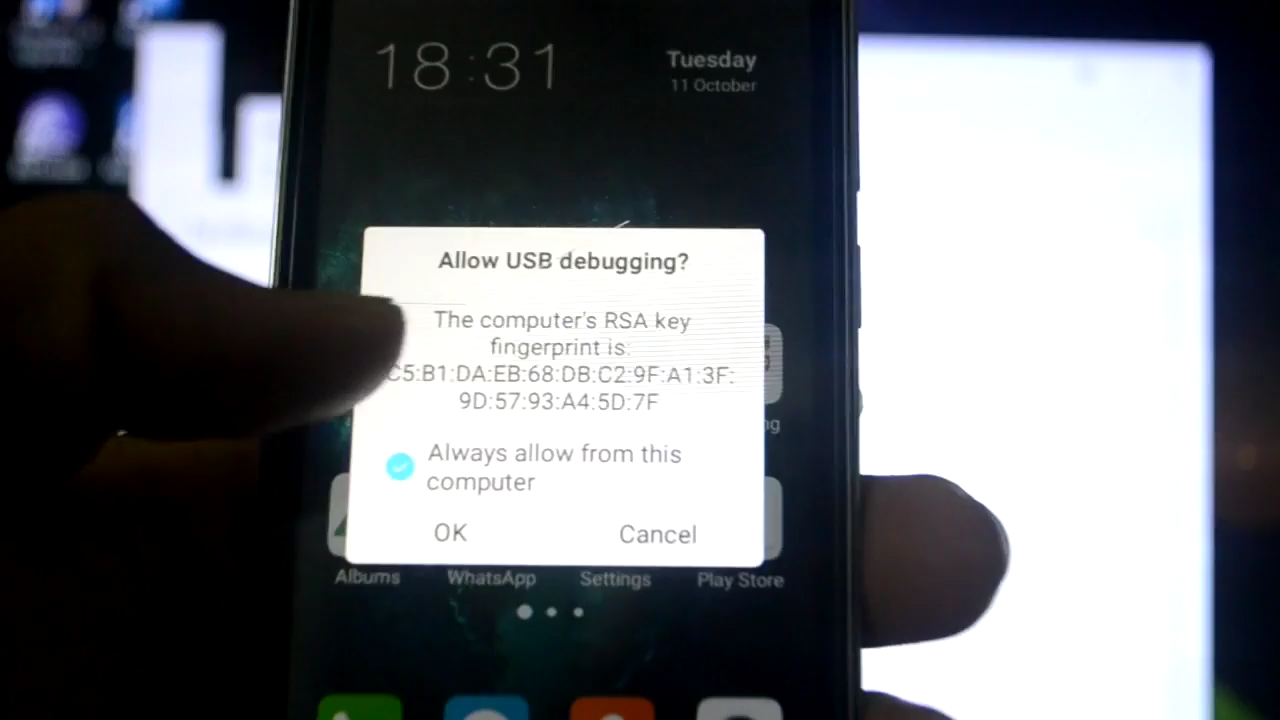 18:31
Tuesday
11 October
Allow USB debugging?
The computer's RSA key
fingerprint is:
C5:B1:DA:EB:68:DB:C2:9F:A1:3F:
9D:57:93:A4:5D:7F
Always allow from this
computer
OK Cancel
Albums WhatsApp Settings Play Store